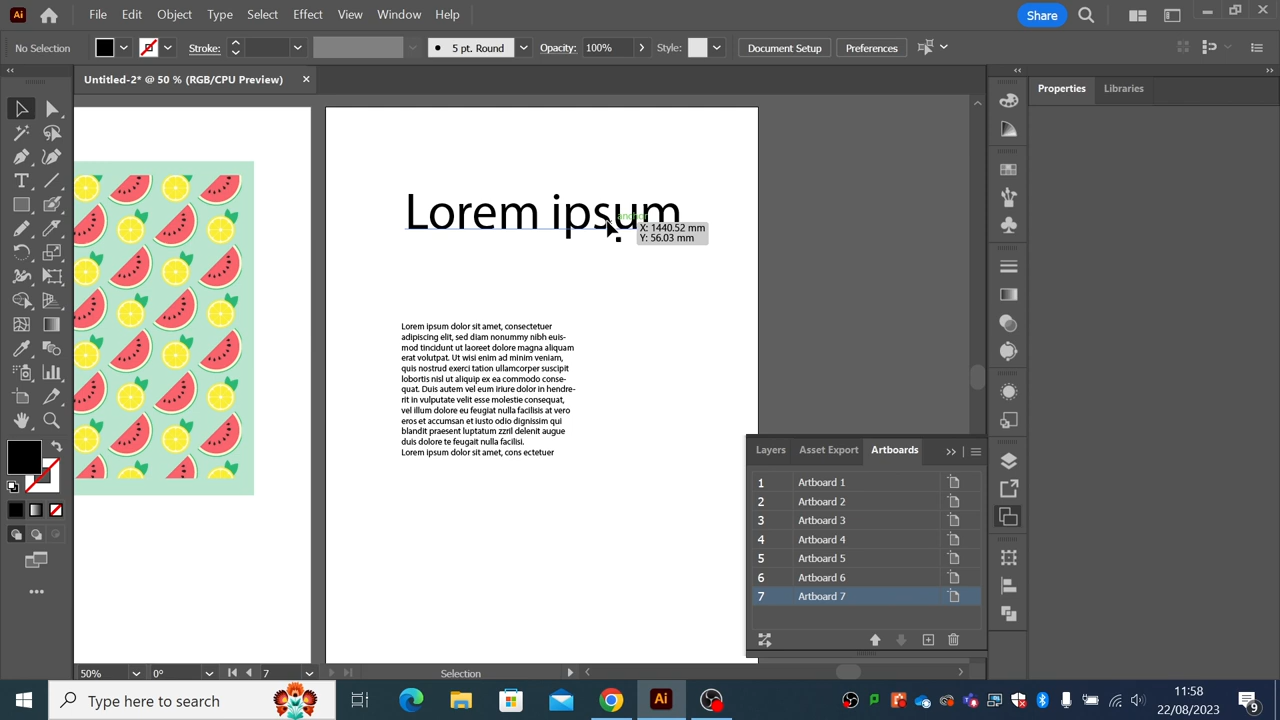 Ai File Edit Object Type Select Effect View Window Help Share
No Selection Stroke: 5 pt. Round Opacity: 100% Style: Document Setup Preferences
Untitled-2* @ 50 % (RGB/CPU Preview)
Properties Libraries
Lorem ipsum
X: 1440.52 mm
Y: 56.03 mm
Lorem ipsum dolor sit amet, consectetuer
adipiscing elit, sed diam nonummy nibh euis-
mod tincidunt ut laoreet dolore magna aliquam
erat volutpat. Ut wisi enim ad minim veniam,
quis nostrud exerci tation ullamcorper suscipit
lobortis nisl ut aliquip ex ea commodo conse-
quat. Duis autem vel eum iriure dolor in hendre-
rit in vulputate velit esse molestie consequat,
vel illum dolore eu feugiat nulla facilisis at vero
eros et accumsan et iusto odio dignissim qui
blandit praesent luptatum zzril delenit augue
duis dolore te feugait nulla facilisi.
Lorem ipsum dolor sit amet, cons ectetuer
Layers Asset Export Artboards
1 Artboard 1
2 Artboard 2
3 Artboard 3
4 Artboard 4
5 Artboard 5
6 Artboard 6
7 Artboard 7
50% 0° 7 Selection
Type here to search
Ai
11:58
22/08/2023
9